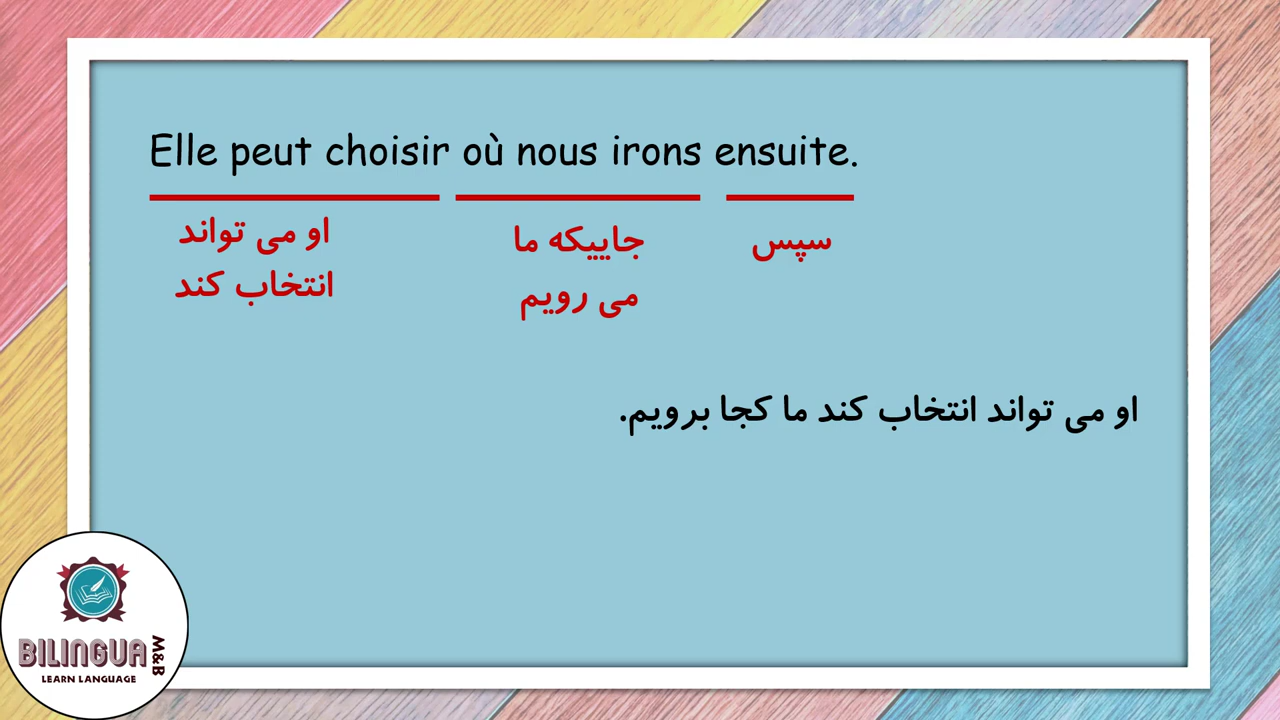 Elle peut choisir où nous irons ensuite.
او می تواند
انتخاب کند
جاییکه ما
می رویم
سپس
او می تواند انتخاب کند ما کجا برویم.
BILINGUA
M&B
LEARN LANGUAGE